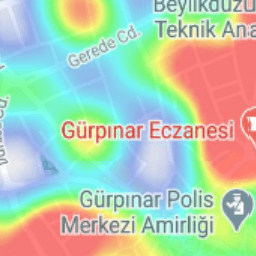 Beylikdüzü
Teknik Ana
Gerede Cd.
Gürpınar Eczanesi
Gürpınar Polis
Merkezi Amirliği